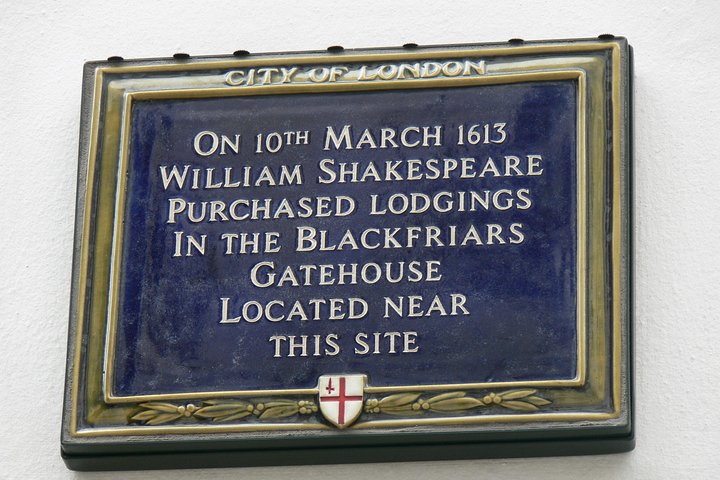 CITY OF LONDON
ON 10TH MARCH 1613
WILLIAM SHAKESPEARE
PURCHASED LODGINGS
IN THE BLACKFRIARS
GATEHOUSE
LOCATED NEAR
THIS SITE